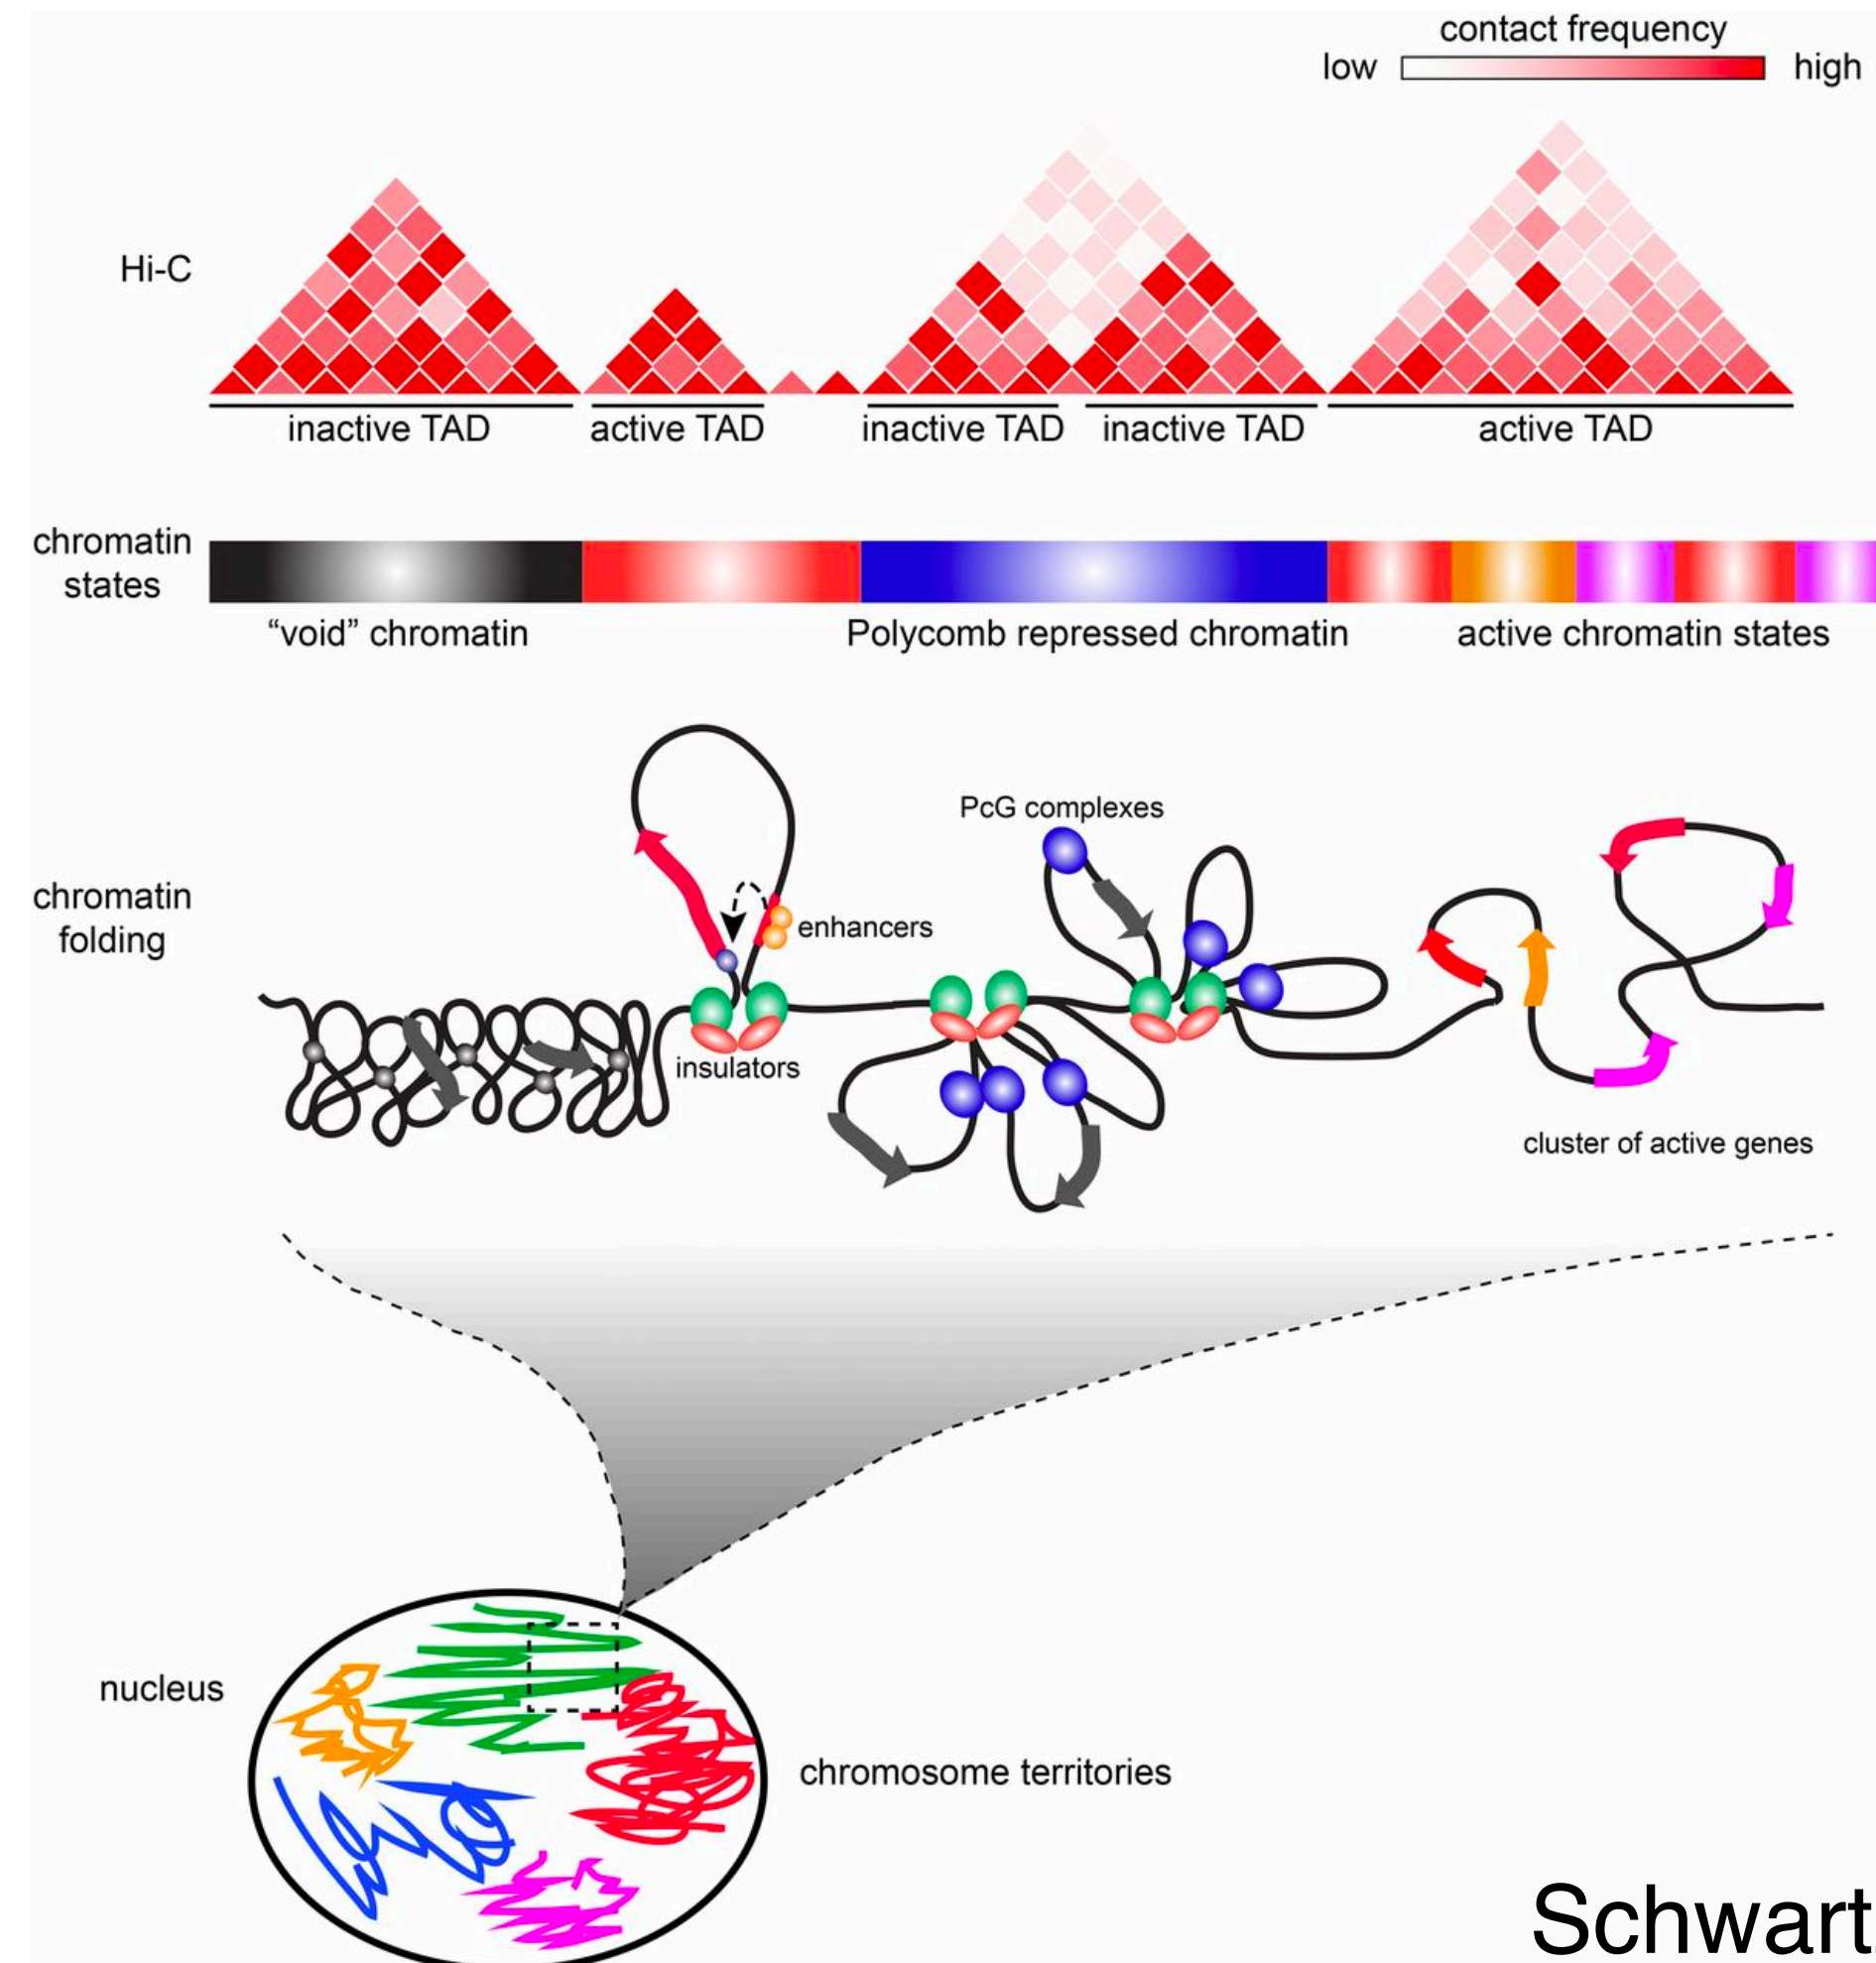 contact frequency
low high
Hi-C
inactive TAD active TAD inactive TAD inactive TAD active TAD
chromatin
states
“void” chromatin Polycomb repressed chromatin active chromatin states
PcG complexes
chromatin
folding
enhancers
insulators
cluster of active genes
nucleus
chromosome territories
Schwart